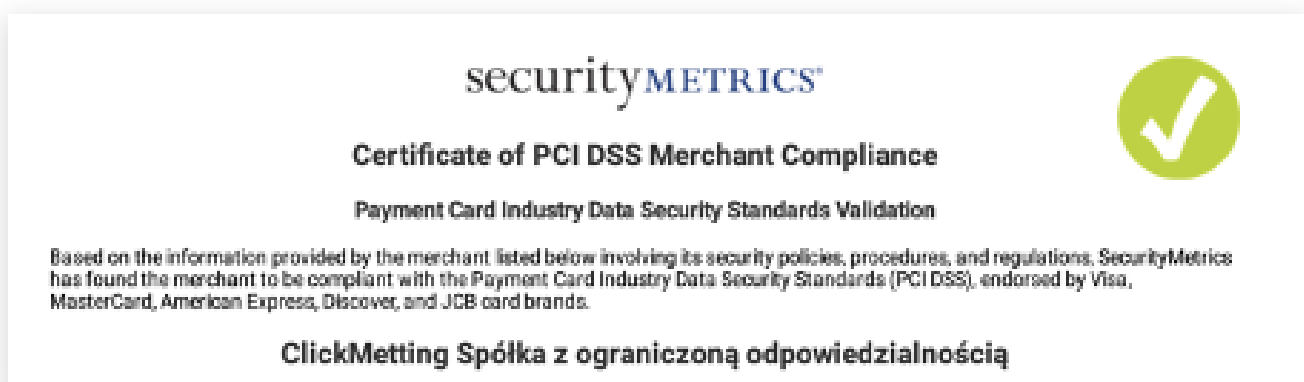 securityMETRICS®
Certificate of PCI DSS Merchant Compliance
Payment Card Industry Data Security Standards Validation
Based on the information provided by the merchant listed below involving its security policies, procedures, and regulations, SecurityMetrics
has found the merchant to be compliant with the Payment Card Industry Data Security Standards (PCI DSS), endorsed by Visa,
MasterCard, American Express, Discover, and JCB card brands.
ClickMetting Spółka z ograniczoną odpowiedzialnością